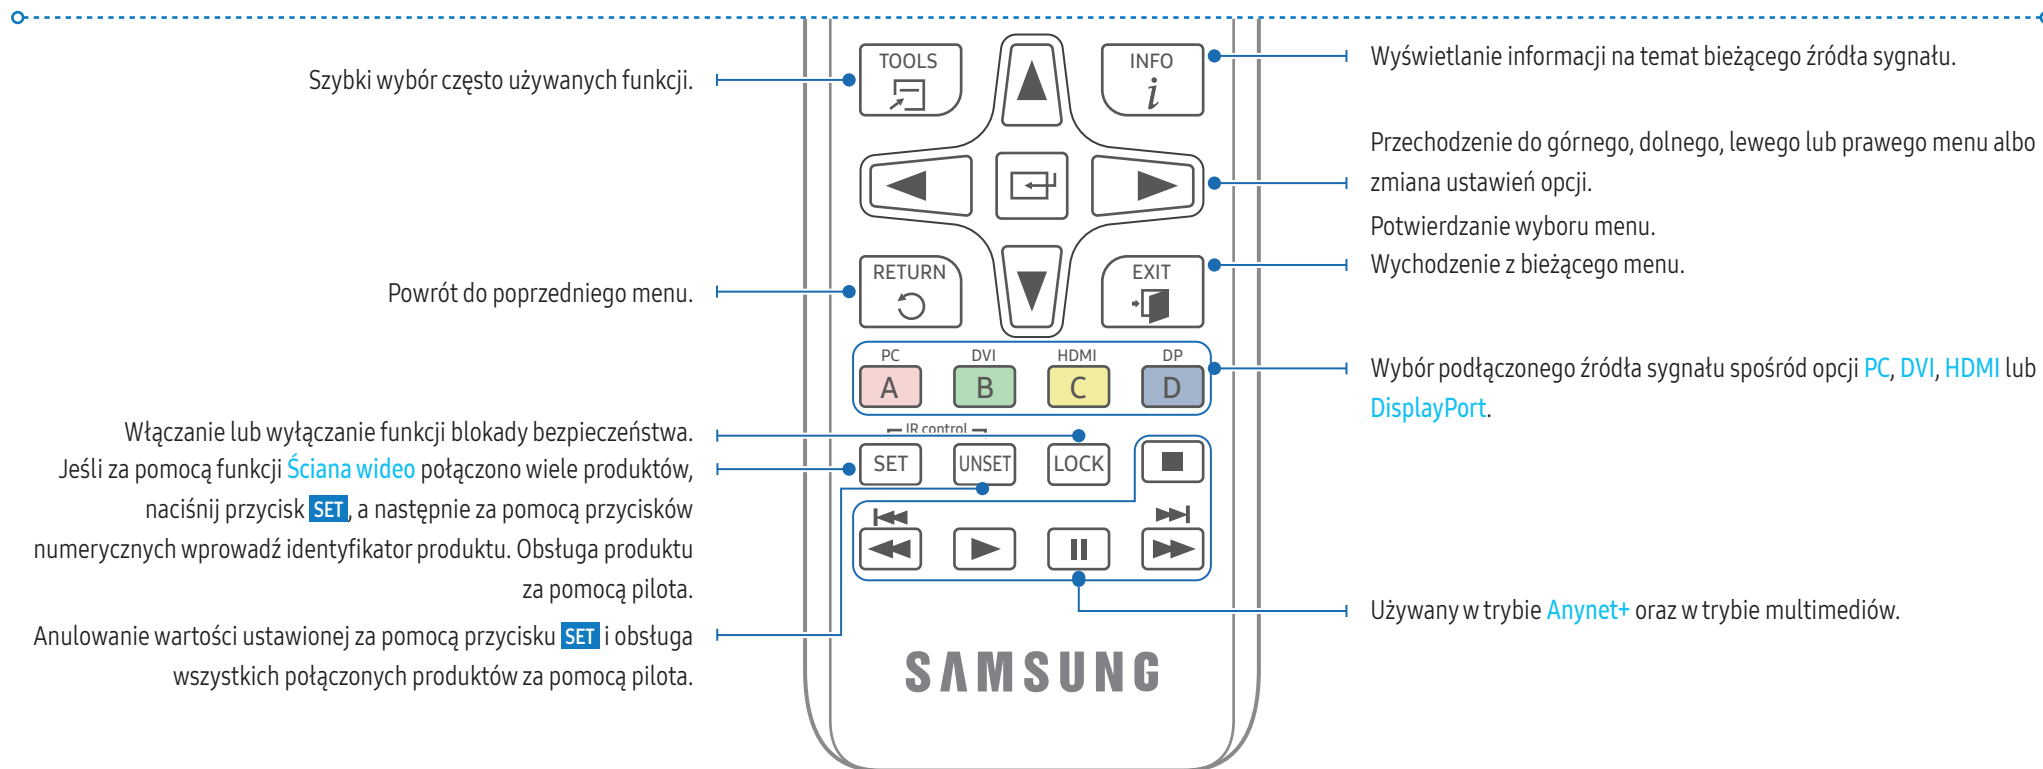 Szybki wybór często używanych funkcji.
Powrót do poprzedniego menu.
Włączanie lub wyłączanie funkcji blokady bezpieczeństwa.
Jeśli za pomocą funkcji Ściana wideo połączono wiele produktów,
naciśnij przycisk SET, a następnie za pomocą przycisków
numerycznych wprowadź identyfikator produktu. Obsługa produktu
za pomocą pilota.
Anulowanie wartości ustawionej za pomocą przycisku SET i obsługa
wszystkich połączonych produktów za pomocą pilota.
TOOLS
INFO
i
RETURN
EXIT
PC DVI HDMI DP
A B C D
IR control
SET UNSET LOCK
SAMSUNG
Wyświetlanie informacji na temat bieżącego źródła sygnału.
Przechodzenie do górnego, dolnego, lewego lub prawego menu albo
zmiana ustawień opcji.
Potwierdzanie wyboru menu.
Wychodzenie z bieżącego menu.
Wybór podłączonego źródła sygnału spośród opcji PC, DVI, HDMI lub
DisplayPort.
Używany w trybie Anynet+ oraz w trybie multimediów.